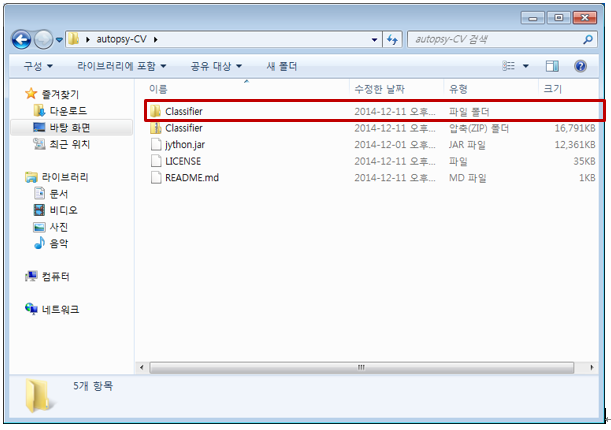 autopsy-CV
autopsy-CV 검색
구성
라이브러리에 포함
공유 대상
새 폴더
즐겨찾기
다운로드
바탕 화면
최근 위치
라이브러리
문서
비디오
사진
음악
컴퓨터
네트워크
이름 수정한 날짜 유형 크기
Classifier 2014-12-11 오후... 파일 폴더
Classifier 2014-12-11 오후... 압축(ZIP) 폴더 16,791KB
jython.jar 2014-12-01 오후... JAR 파일 12,361KB
LICENSE 2014-12-11 오후... 파일 35KB
README.md 2014-12-11 오후... MD 파일 1KB
5개 항목